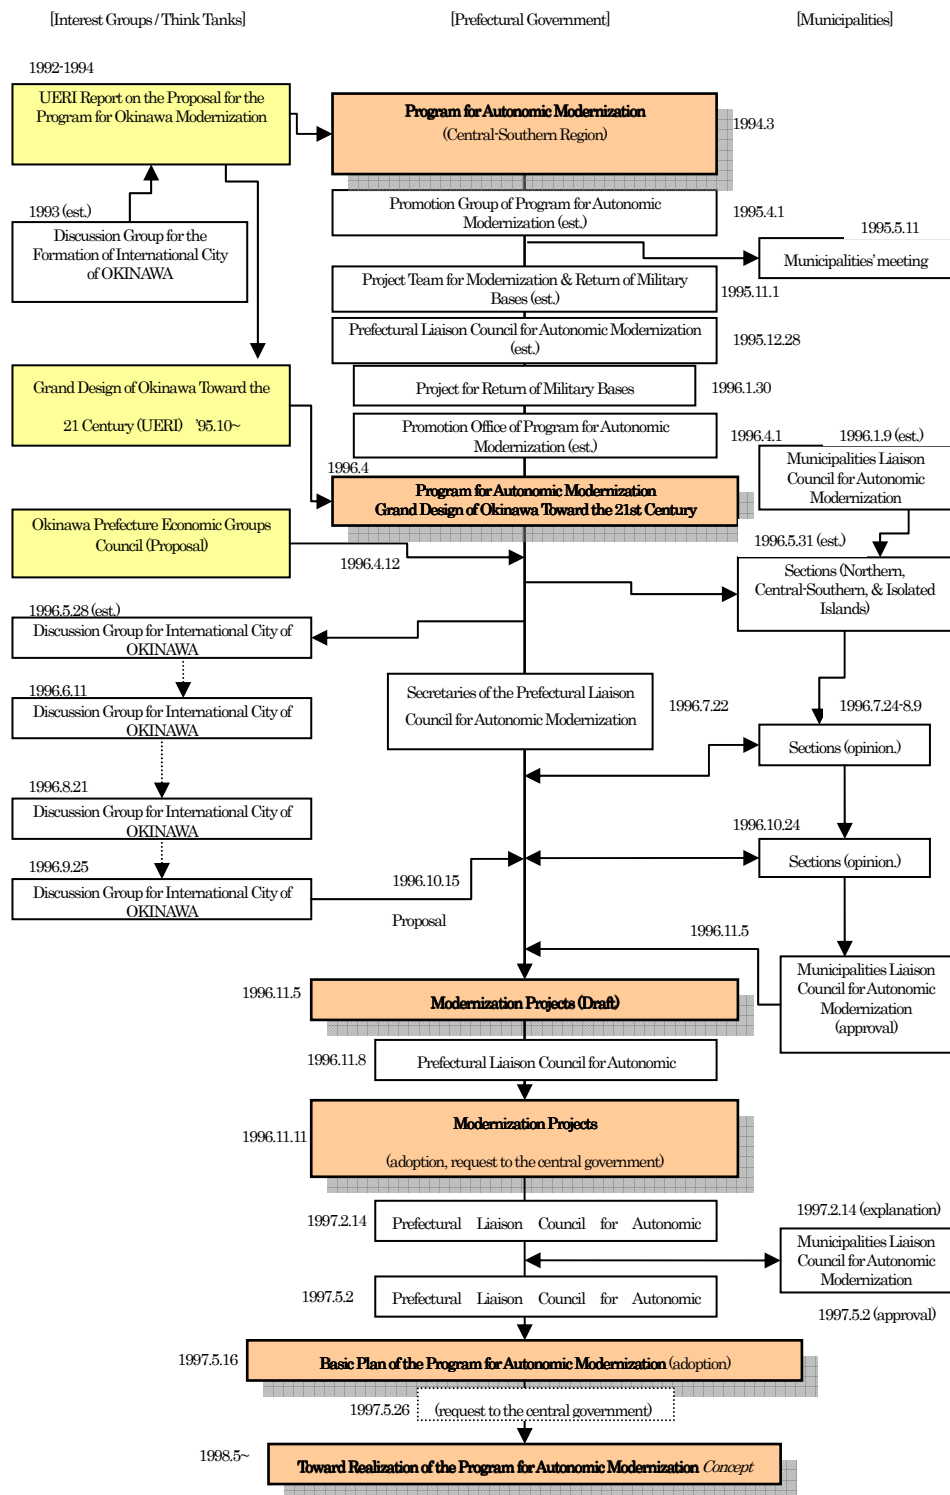 [Interest Groups / Think Tanks]
[Prefectural Government]
[Municipalities]
1992-1994
UERI Report on the Proposal for the
Program for Okinawa Modernization
Program for Autonomic Modernization
(Central-Southern Region)
1994.3
Promotion Group of Program for Autonomic
Modernization (est.)
1995.4.1
1993 (est.)
Discussion Group for the
Formation of International City
of OKINAWA
1995.5.11
Municipalities' meeting
Project Team for Modernization & Return of Military
Bases (est.)
1995.11.1
Prefectural Liaison Council for Autonomic Modernization
(est.)
1995.12.28
Grand Design of Okinawa Toward the
21 Century (UERI) '95.10~
Project for Return of Military Bases
1996.1.30
Promotion Office of Program for Autonomic
Modernization (est.)
1996.4.1
1996.1.9 (est.)
Municipalities Liaison
Council for Autonomic
Modernization
1996.4
Program for Autonomic Modernization
Grand Design of Okinawa Toward the 21st Century
Okinawa Prefecture Economic Groups
Council (Proposal)
1996.4.12
1996.5.31 (est.)
Sections (Northern,
Central-Southern, & Isolated
Islands)
1996.5.28 (est.)
Discussion Group for International City of
OKINAWA
1996.6.11
Discussion Group for International City of
OKINAWA
Secretaries of the Prefectural Liaison
Council for Autonomic Modernization
1996.7.22
1996.7.24-8.9
Sections (opinion.)
1996.8.21
Discussion Group for International City of
OKINAWA
1996.10.24
Sections (opinion.)
1996.9.25
Discussion Group for International City of
OKINAWA
1996.10.15
Proposal
1996.11.5
Municipalities Liaison
Council for Autonomic
Modernization
(approval)
1996.11.5
Modernization Projects (Draft)
1996.11.8
Prefectural Liaison Council for Autonomic
1996.11.11
Modernization Projects
(adoption, request to the central government)
1997.2.14
Prefectural Liaison Council for Autonomic
1997.2.14 (explanation)
Municipalities Liaison
Council for Autonomic
Modernization
1997.5.2 (approval)
1997.5.2
Prefectural Liaison Council for Autonomic
1997.5.16
Basic Plan of the Program for Autonomic Modernization (adoption)
1997.5.26
(request to the central government)
1998.5~
Toward Realization of the Program for Autonomic Modernization Concept